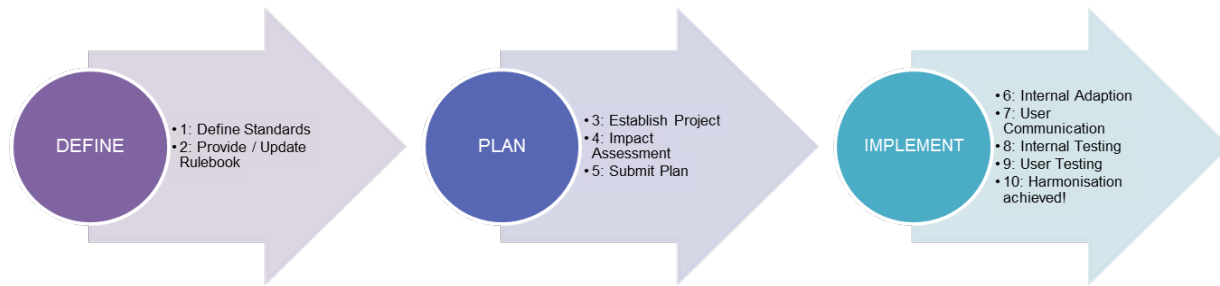 DEFINE
• 1: Define Standards
• 2: Provide / Update
Rulebook
PLAN
• 3: Establish Project
• 4: Impact
Assessment
• 5: Submit Plan
IMPLEMENT
• 6: Internal Adaption
• 7: User
Communication
• 8: Internal Testing
• 9: User Testing
• 10: Harmonisation
achieved!